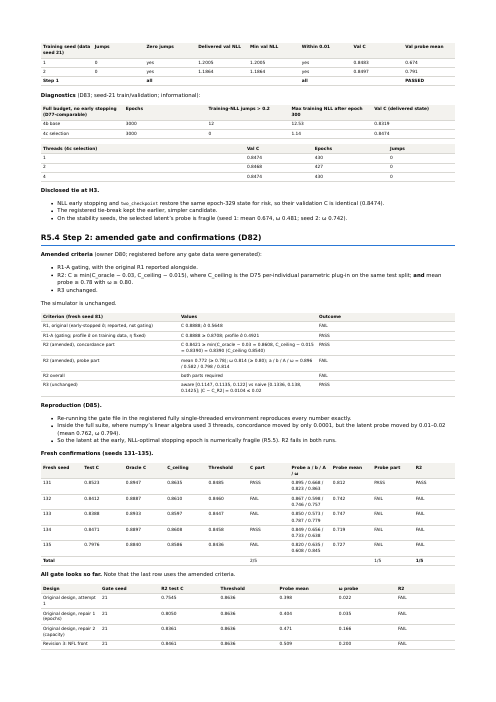 Training seed (data seed 21) Jumps Zero jumps Delivered val NLL Min val NLL Within 0.01 Val C Val probe mean
1 0 yes 1.2005 1.2005 yes 0.8483 0.674
2 0 yes 1.1864 1.1864 yes 0.8497 0.791
Step 1 all all PASSED
Diagnostics (D83; seed-21 train/validation; informational):
Full budget, no early stopping (D77-comparable) Epochs Training-NLL jumps > 0.2 Max training NLL after epoch 300 Val C (delivered state)
4b base 3000 12 12.53 0.8319
4c selection 3000 0 1.14 0.8474
Threads (4c selection) Val C Epochs Jumps
1 0.8474 430 0
2 0.8468 427 0
4 0.8474 430 0
Disclosed tie at H3.
• NLL early stopping and two_checkpoint restore the same epoch-329 state for risk, so their validation C is identical (0.8474).
• The registered tie-break kept the earlier, simpler candidate.
• On the stability seeds, the selected latent's probe is fragile (seed 1: mean 0.674, ω 0.481; seed 2: ω 0.742).
R5.4 Step 2: amended gate and confirmations (D82)
Amended criteria (owner D80; registered before any gate data were generated):
• R1-A gating, with the original R1 reported alongside.
• R2: C ≥ min(C_oracle − 0.03, C_ceiling − 0.015), where C_ceiling is the D75 per-individual parametric plug-in on the same test split; and mean probe ≥ 0.78 with ω ≥ 0.80.
• R3 unchanged.
The simulator is unchanged.
Criterion (fresh seed 81) Values Outcome
R1, original (early-stopped ϑ; reported, not gating) C 0.8888; ϑ 0.5648 FAIL
R1-A (gating; profile ϑ on training data, η fixed) C 0.8886 ≥ 0.8708; profile ϑ 0.4921 PASS
R2 (amended), concordance part C 0.8421 ≥ min(C_oracle − 0.03 = 0.8608, C_ceiling − 0.015 = 0.8390) = 0.8390 (C_ceiling 0.8540) PASS
R2 (amended); probe part mean 0.772 (≥ 0.78); ω 0.814 (≥ 0.80); a / b / A / ω = 0.896 / 0.582 / 0.798 / 0.814 FAIL
R2 overall both parts required FAIL
R3 (unchanged) aware [0.1147, 0.1135, 0.122] vs naive [0.1336, 0.138, 0.1425]; |C − C_R2| = 0.0104 ≤ 0.02 PASS
Reproduction (D85).
• Re-running the gate file in the registered fully single-threaded environment reproduces every number exactly.
• Inside the full suite, where numpy's linear algebra used 3 threads, concordance moved by only 0.0001, but the latent probe moved by 0.01–0.02 (mean 0.762, ω 0.794).
• So the latent at the early, NLL-optimal stopping epoch is numerically fragile (R5.5). R2 fails in both runs.
Fresh confirmations (seeds 131–135).
Fresh seed Test C Oracle C C_ceiling Threshold C part Probe a / b / A / ω Probe mean Probe part R2
131 0.8523 0.8947 0.8635 0.8485 PASS 0.895 / 0.668 / 0.823 / 0.863 0.812 PASS PASS
132 0.8412 0.8887 0.8610 0.8460 FAIL 0.867 / 0.598 / 0.746 / 0.757 0.742 FAIL FAIL
133 0.8388 0.8933 0.8597 0.8447 FAIL 0.850 / 0.573 / 0.787 / 0.779 0.747 FAIL FAIL
134 0.8471 0.8897 0.8608 0.8458 PASS 0.849 / 0.656 / 0.733 / 0.638 0.719 FAIL FAIL
135 0.7976 0.8840 0.8586 0.8436 FAIL 0.820 / 0.635 / 0.608 / 0.845 0.727 FAIL FAIL
Total 2/5 1/5 1/5
All gate looks so far. Note that the last row uses the amended criteria.
Design Gate seed R2 test C Threshold Probe mean ω probe R2
Original design, attempt 1 21 0.7545 0.8636 0.398 0.022 FAIL
Original design, repair 1 (epochs) 21 0.8050 0.8636 0.404 0.035 FAIL
Original design, repair 2 (capacity) 21 0.8361 0.8636 0.471 0.166 FAIL
Revision 3: NFL front 21 0.8461 0.8636 0.509 0.200 FAIL